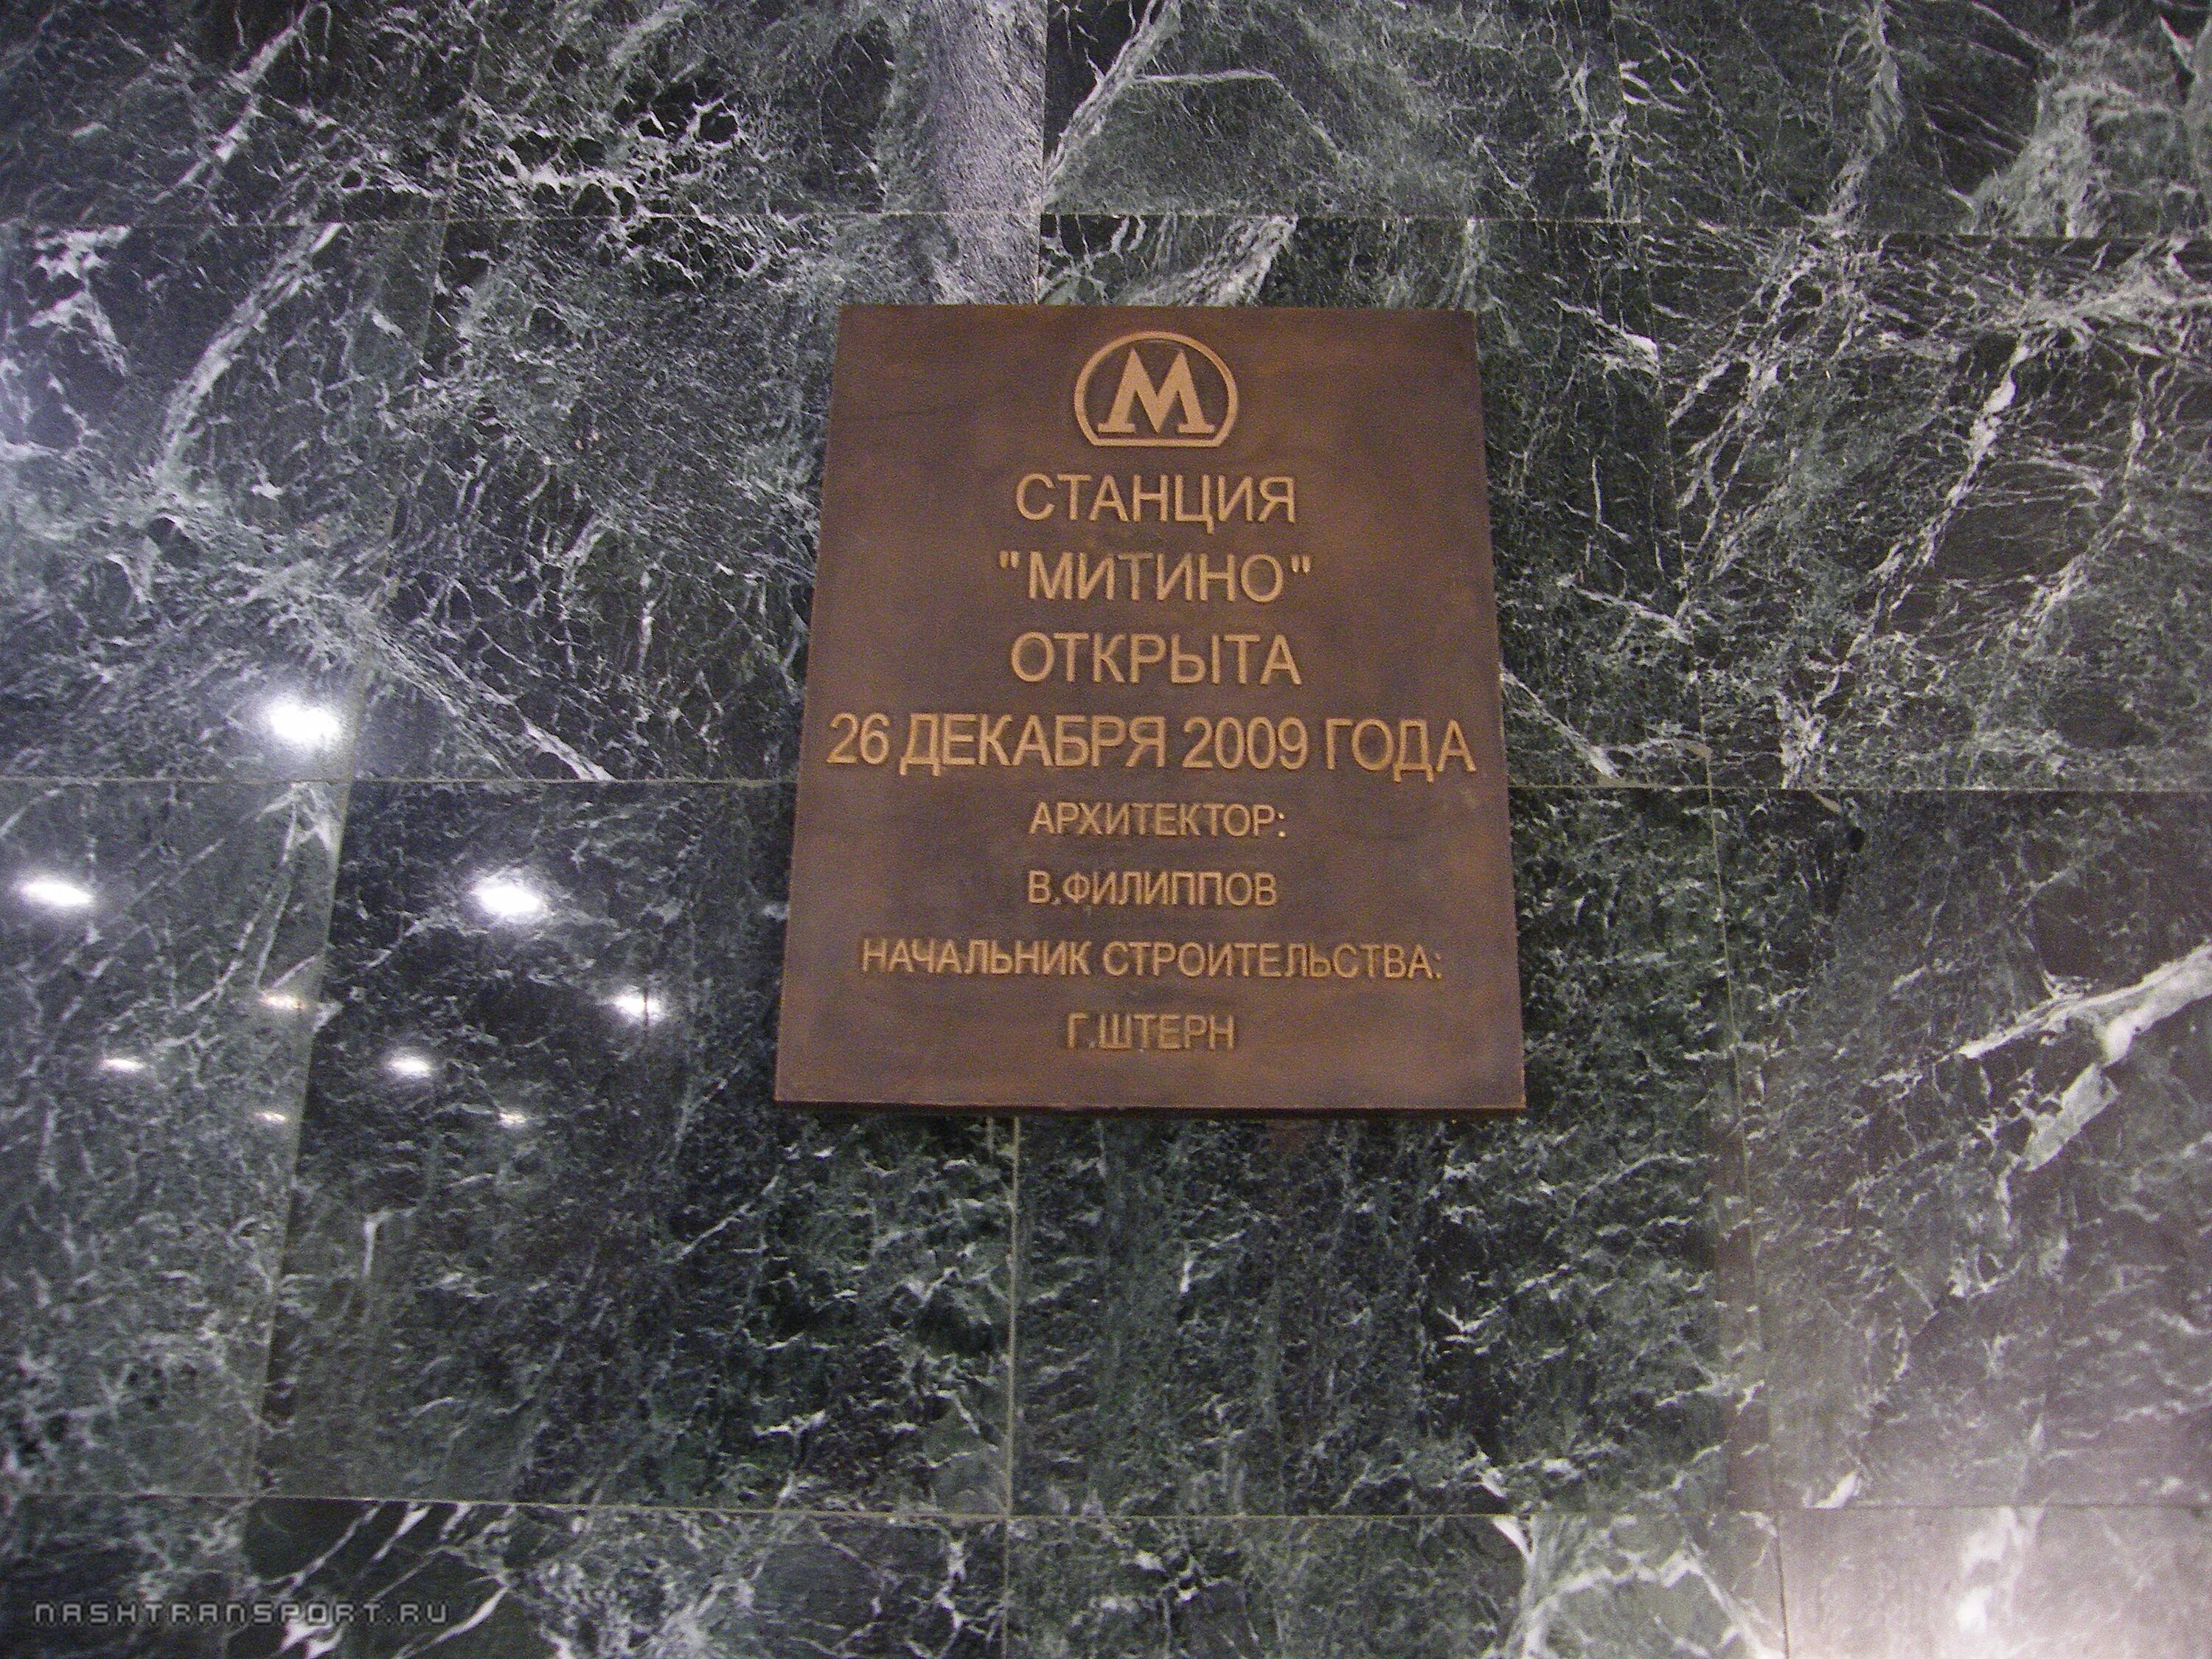 М
СТАНЦИЯ
"МИТИНО"
ОТКРЫТА
26 ДЕКАБРЯ 2009 ГОДА
АРХИТЕКТОР:
В.ФИЛИППОВ
НАЧАЛЬНИК СТРОИТЕЛЬСТВА:
Г.ШТЕРН
NASHTRANSPORT.RU